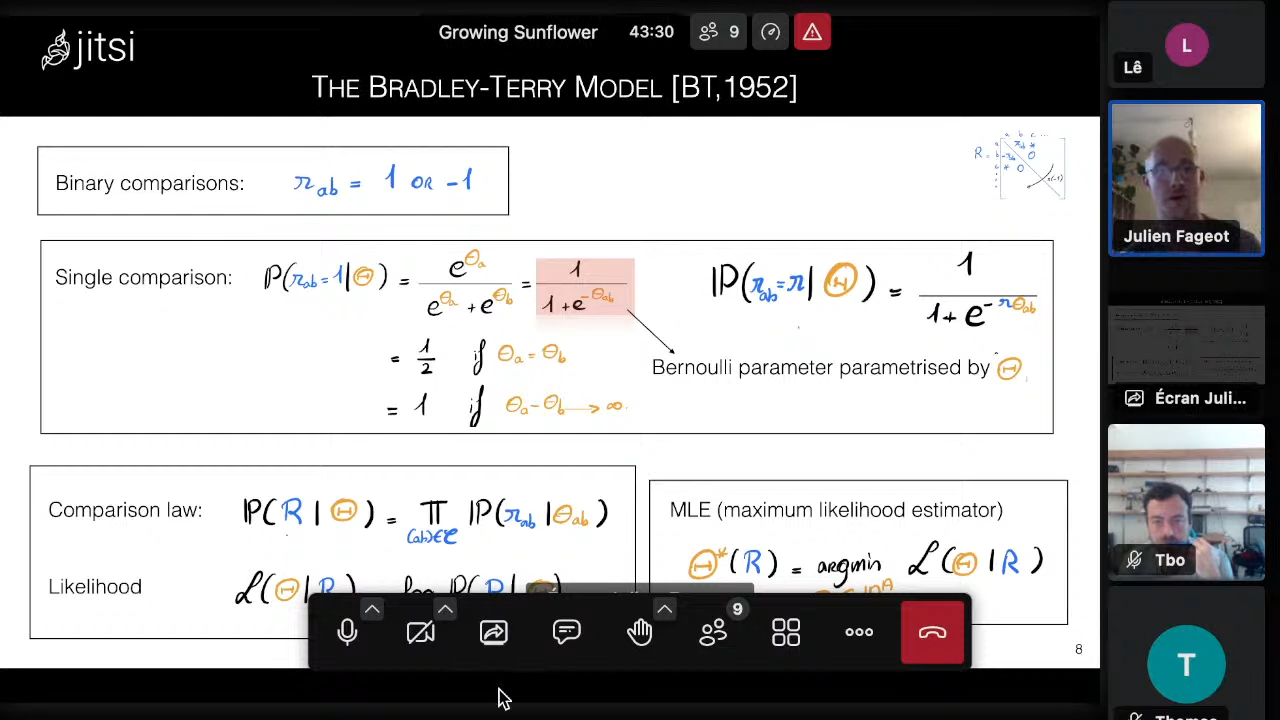 jitsi
Growing Sunflower 43:30 9
THE BRADLEY-TERRY MODEL [BT,1952]
Binary comparisons: r_ab = 1 OR -1
R =
Single comparison: ℙ(r_ab=1|Θ) = e^θa / (e^θa + e^θb) = 1 / (1+e^-θab)
ℙ(r_ab=r|Θ) = 1 / (1+e^-rθab)
= 1/2 if θa = θb
= 1 if θa - θb → ∞
Bernoulli parameter parametrised by Θ
Comparison law: ℙ(R|Θ) = ∏ (ab)∈C ℙ(r_ab|θ_ab)
Likelihood ℒ(Θ|R)
MLE (maximum likelihood estimator)
Θ*(R) = argmin ℒ(Θ|R)
9
8
L
Lê
Julien Fageot
Écran Juli...
Tbo
T